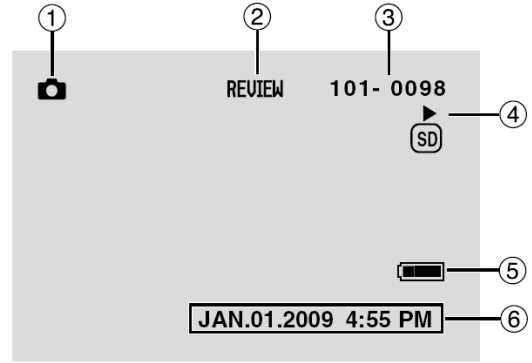 ① ② ③
REVIEW 101- 0098
④
SD
⑤
JAN.01.2009 4:55 PM ⑥